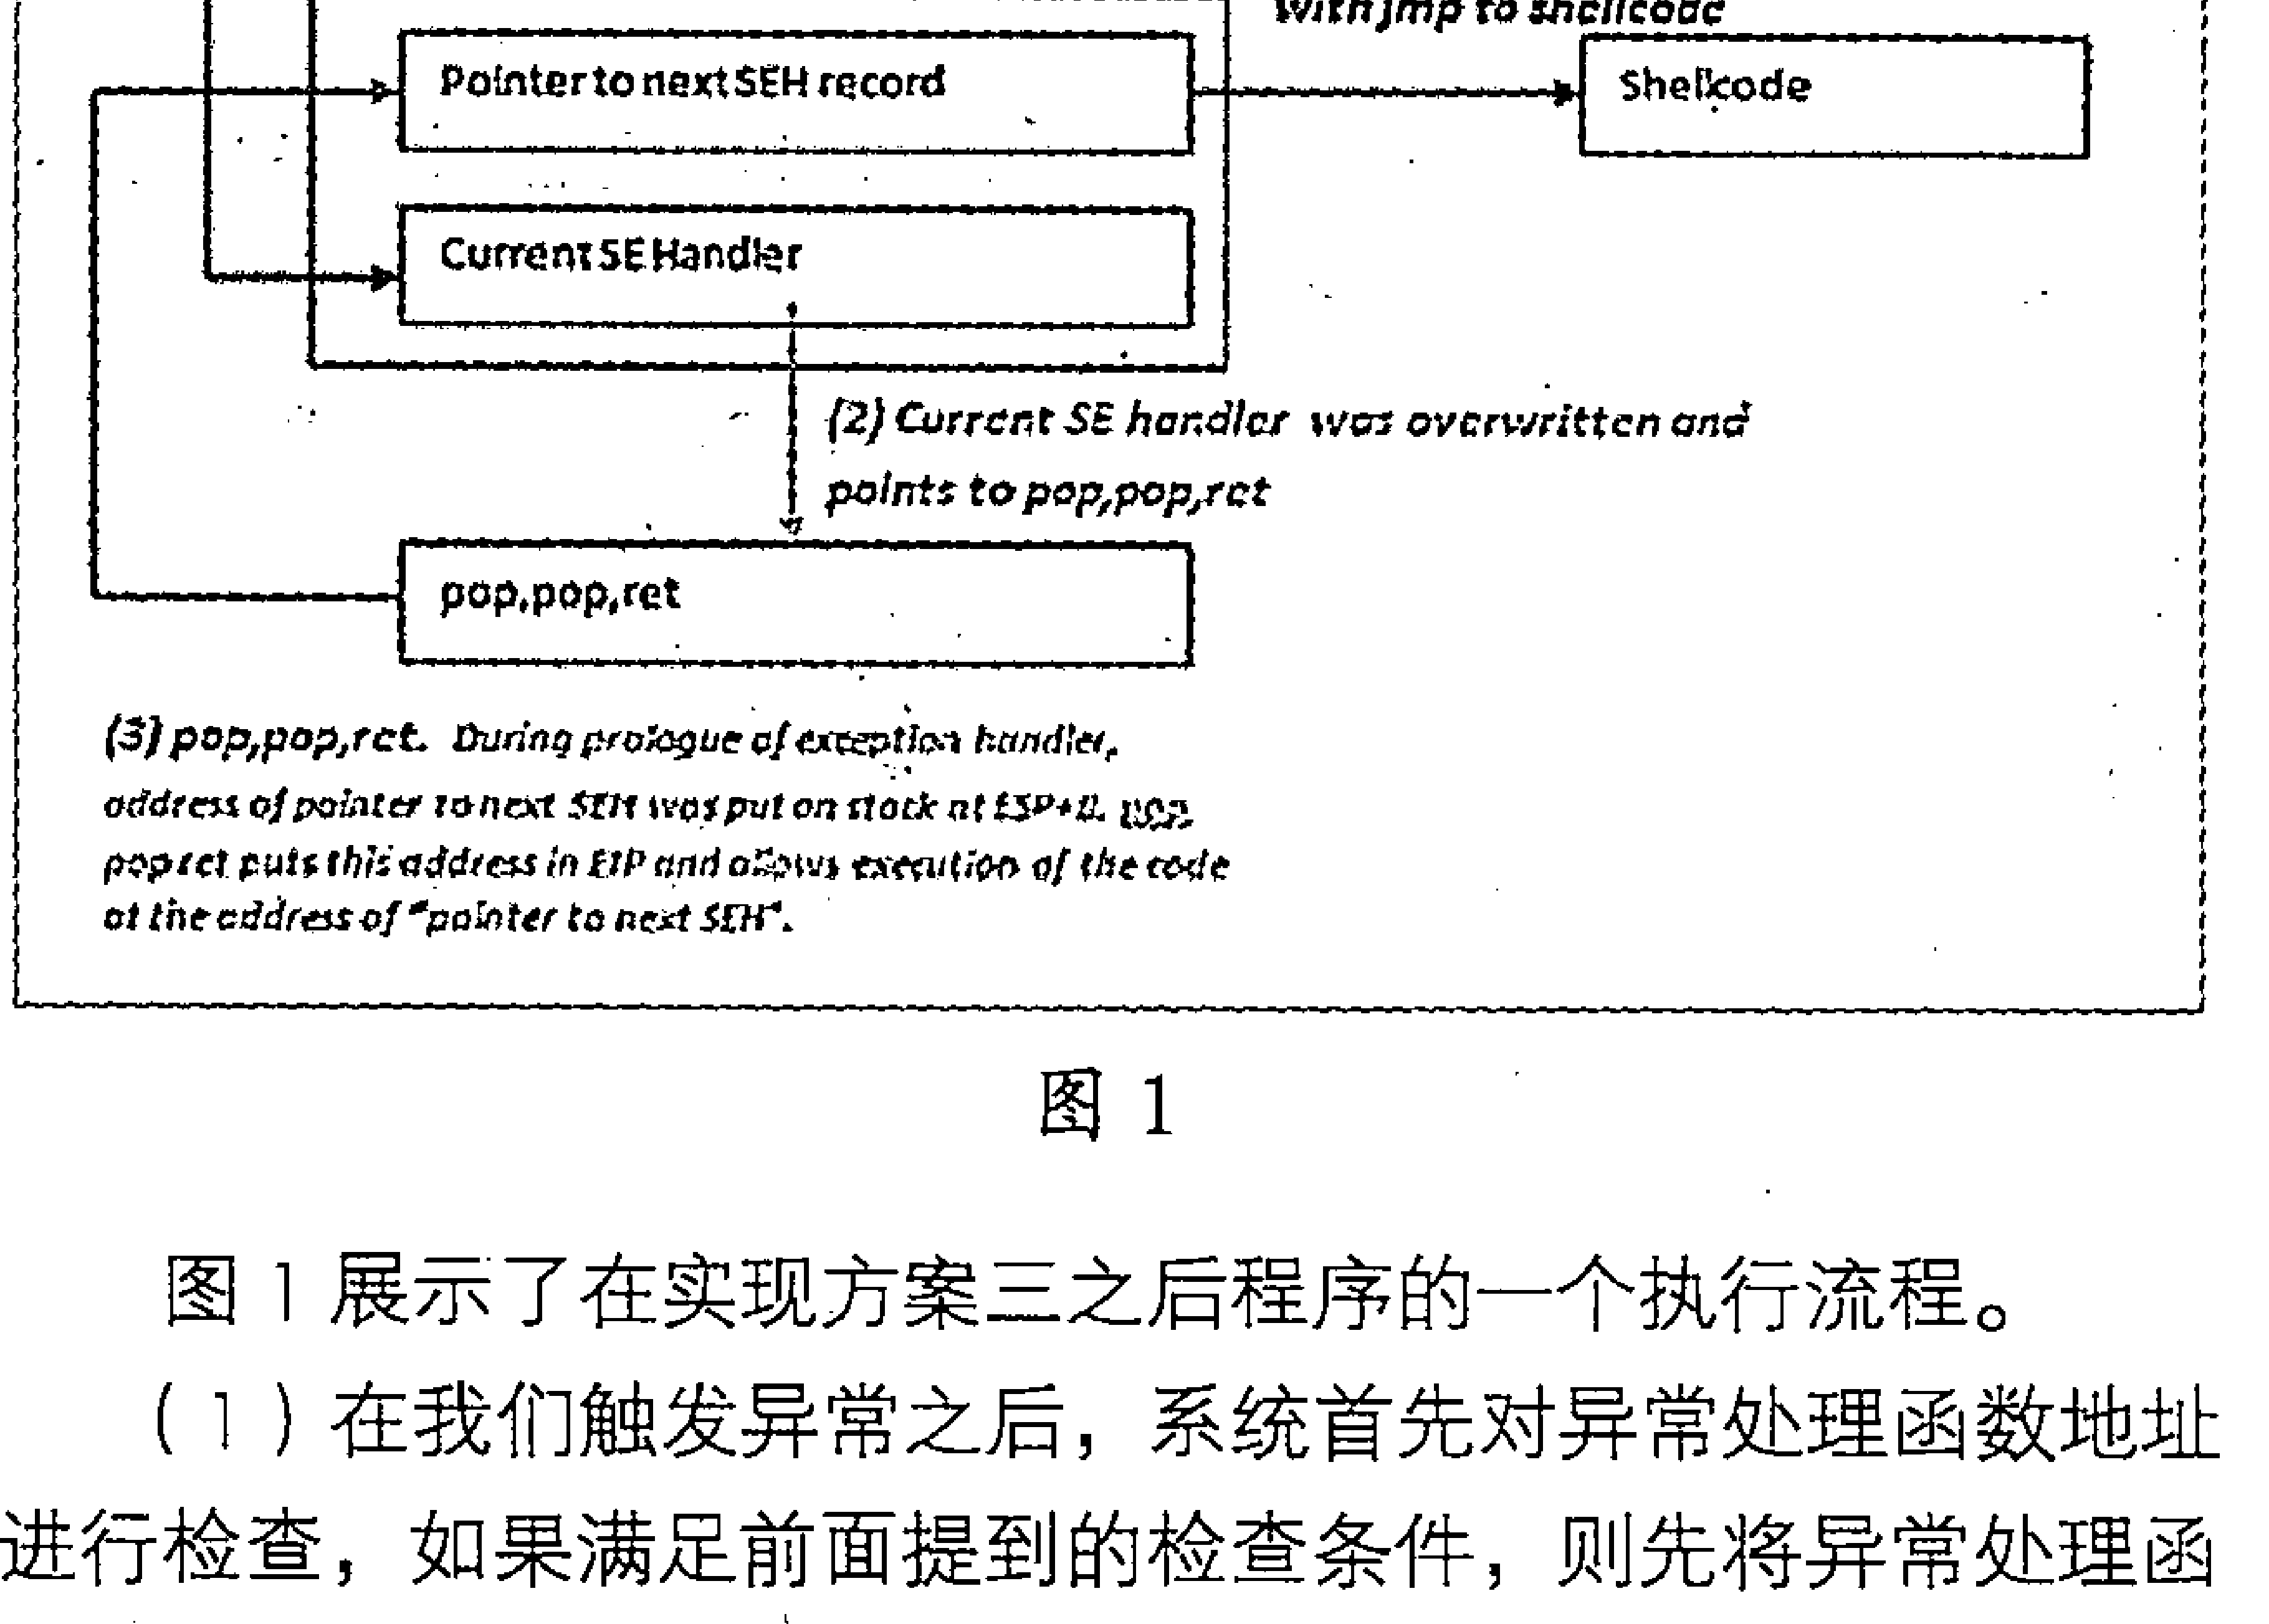 with jmp to shellcode
Pointer to next SEH record
Shellcode
Current SE Handler
(2) Current SE handler was overwritten and
points to pop,pop,ret
pop,pop,ret
(3) pop,pop,ret. During prologue of exception handler,
address of pointer to next SEH was put on stack at ESP+8. pop
pop ret puts this address in EIP and allows execution of the code
at the address of "pointer to next SEH".
图 1
图 1 展示了在实现方案三之后程序的一个执行流程。
(1)在我们触发异常之后，系统首先对异常处理函数地址
进行检查，如果满足前面提到的检查条件，则先将异常处理函